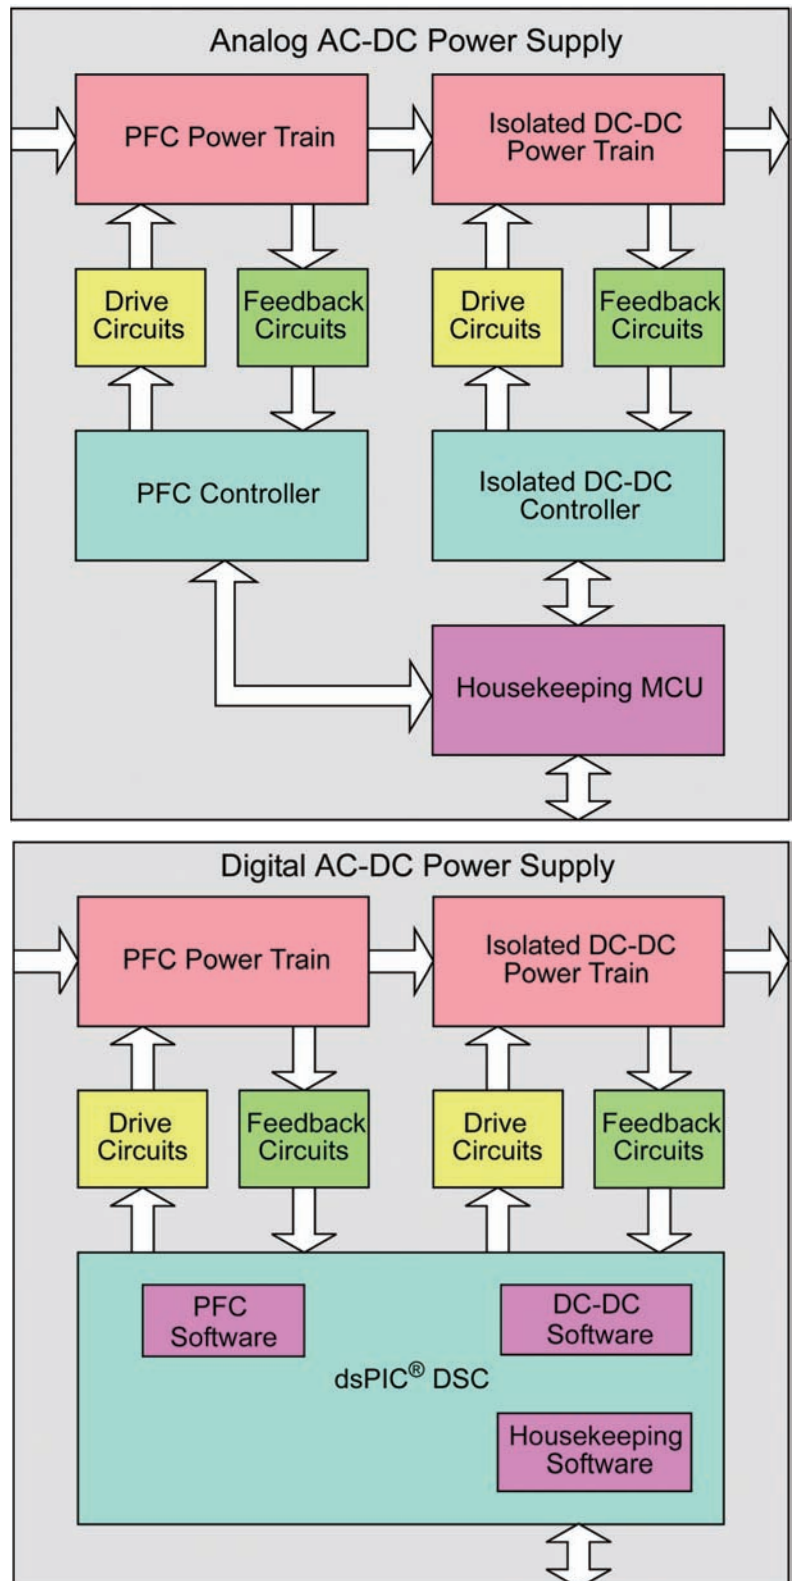 Analog AC-DC Power Supply
PFC Power Train
Isolated DC-DC
Power Train
Drive
Circuits
Feedback
Circuits
Drive
Circuits
Feedback
Circuits
PFC Controller
Isolated DC-DC
Controller
Housekeeping MCU
Digital AC-DC Power Supply
PFC Power Train
Isolated DC-DC
Power Train
Drive
Circuits
Feedback
Circuits
Drive
Circuits
Feedback
Circuits
PFC
Software
DC-DC
Software
dsPIC® DSC
Housekeeping
Software